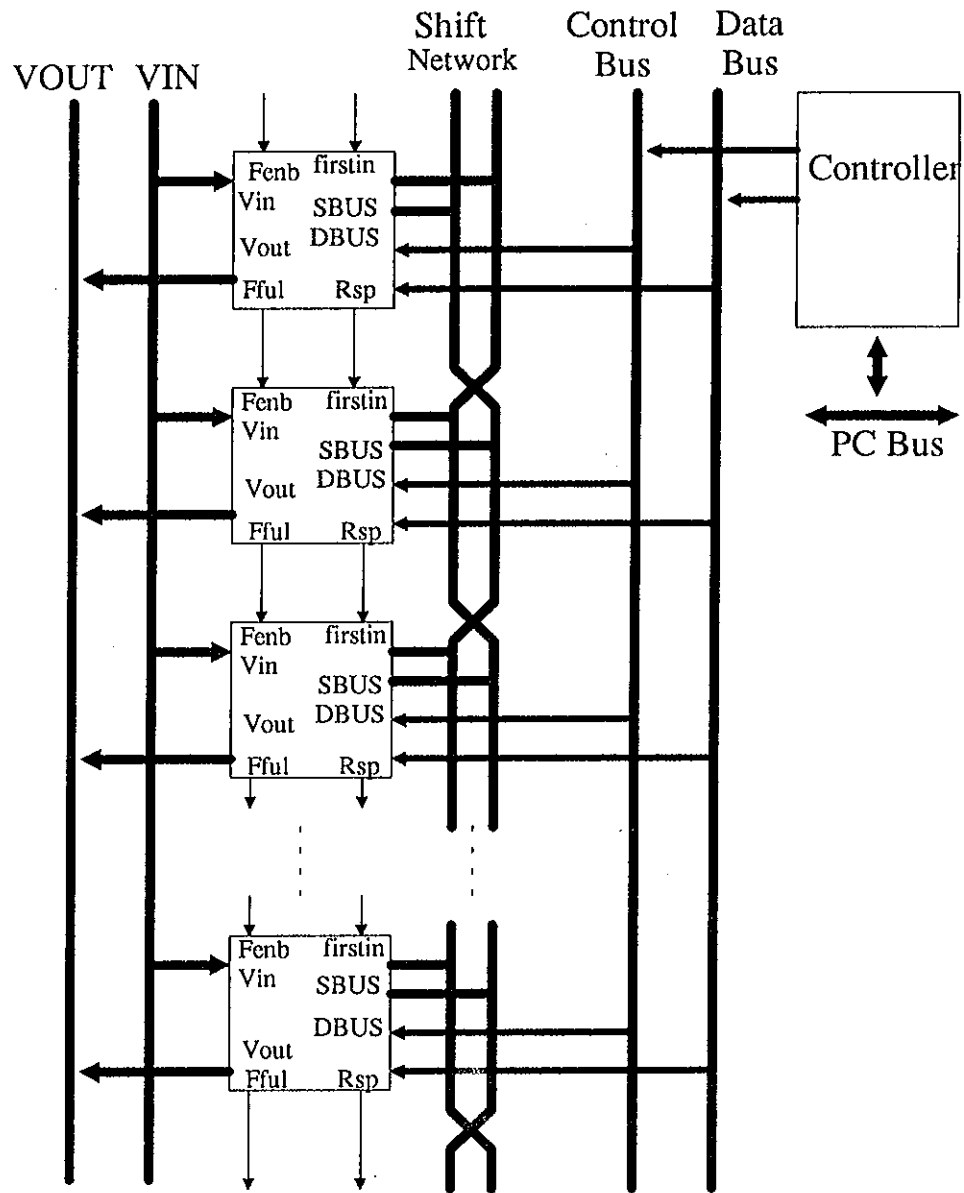 Shift
Network
Control
Bus
Data
Bus
VOUT VIN
Controller
PC Bus
Fenb firstin
Vin
SBUS
Vout DBUS
Fful Rsp
Fenb firstin
Vin
SBUS
Vout DBUS
Fful Rsp
Fenb firstin
Vin
SBUS
Vout DBUS
Fful Rsp
Fenb firstin
Vin
SBUS
DBUS
Vout
Fful Rsp